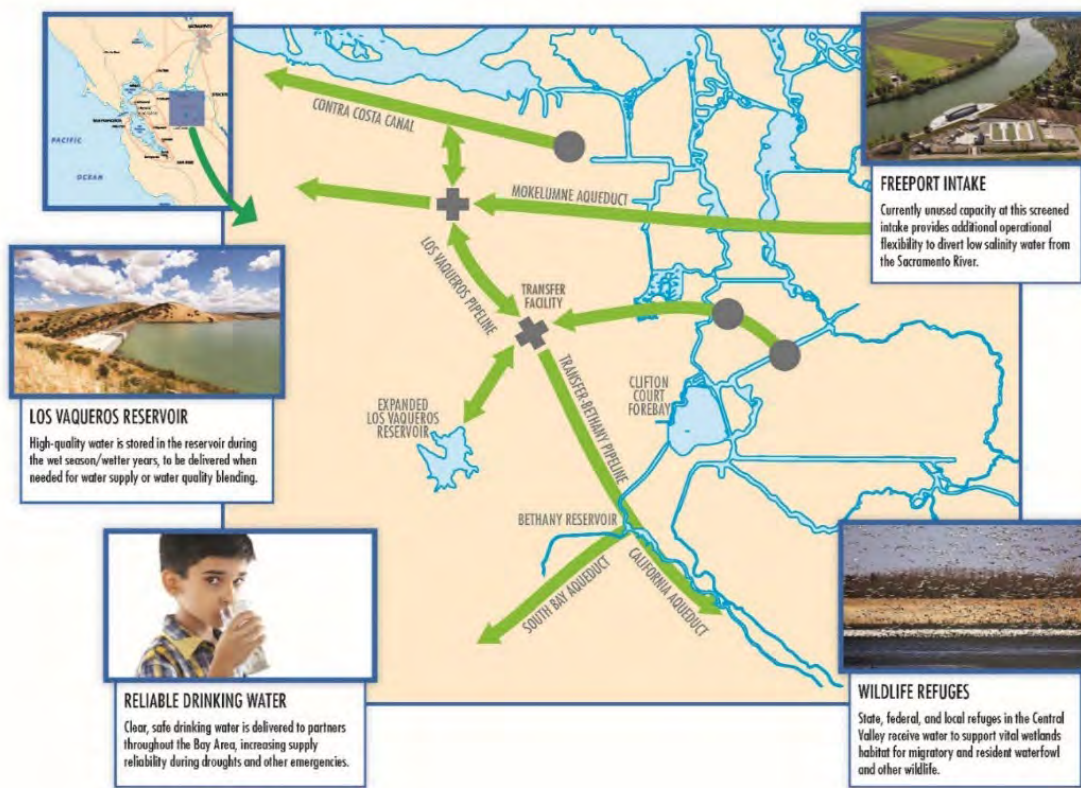 SACRAMENTO
PACIFIC
OCEAN
CONTRA COSTA CANAL
MOKELUMNE AQUEDUCT
LOS VAQUEROS PIPELINE
TRANSFER
FACILITY
TRANSFER-BETHANY PIPELINE
CLIFTON
COURT
FOREBAY
EXPANDED
LOS VAQUEROS
RESERVOIR
BETHANY RESERVOIR
SOUTH BAY AQUEDUCT
CALIFORNIA AQUEDUCT
FREEPORT INTAKE
Currently unused capacity at this screened
intake provides additional operational
flexibility to divert low salinity water from
the Sacramento River.
LOS VAQUEROS RESERVOIR
High-quality water is stored in the reservoir during
the wet season/wetter years, to be delivered when
needed for water supply or water quality blending.
RELIABLE DRINKING WATER
Clear, safe drinking water is delivered to partners
throughout the Bay Area, increasing supply
reliability during droughts and other emergencies.
WILDLIFE REFUGES
State, federal, and local refuges in the Central
Valley receive water to support vital wetlands
habitat for migratory and resident waterfowl
and other wildlife.